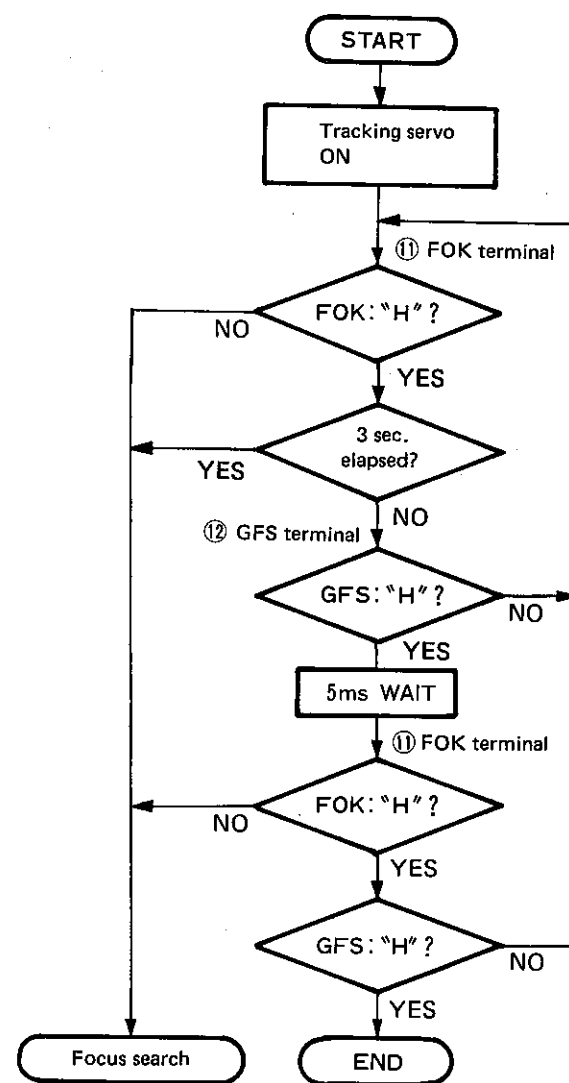 START
Tracking servo
ON
⑪ FOK terminal
FOK: "H" ?
NO
YES
3 sec.
elapsed?
YES
NO
⑫ GFS terminal
GFS: "H" ?
NO
YES
5ms WAIT
⑪ FOK terminal
FOK: "H" ?
NO
YES
GFS: "H" ?
NO
YES
Focus search
END